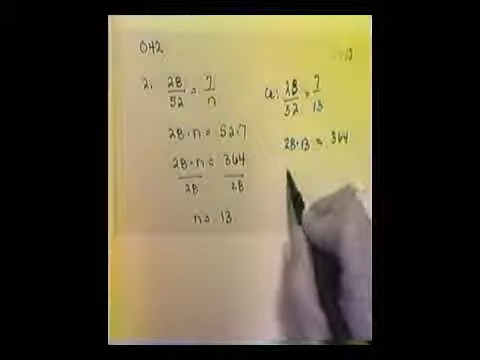 042
2. 28/52 = 7/n
28·n = 52·7
28·n = 364
28 28
n = 13
28/52 = 7/13
28·13 = 364